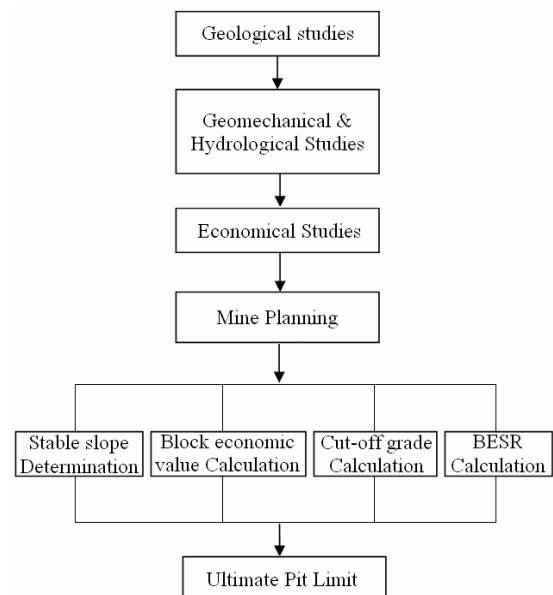 Geological studies
Geomechanical &
Hydrological Studies
Economical Studies
Mine Planning
Stable slope
Determination
Block economic
value Calculation
Cut-off grade
Calculation
BESR
Calculation
Ultimate Pit Limit